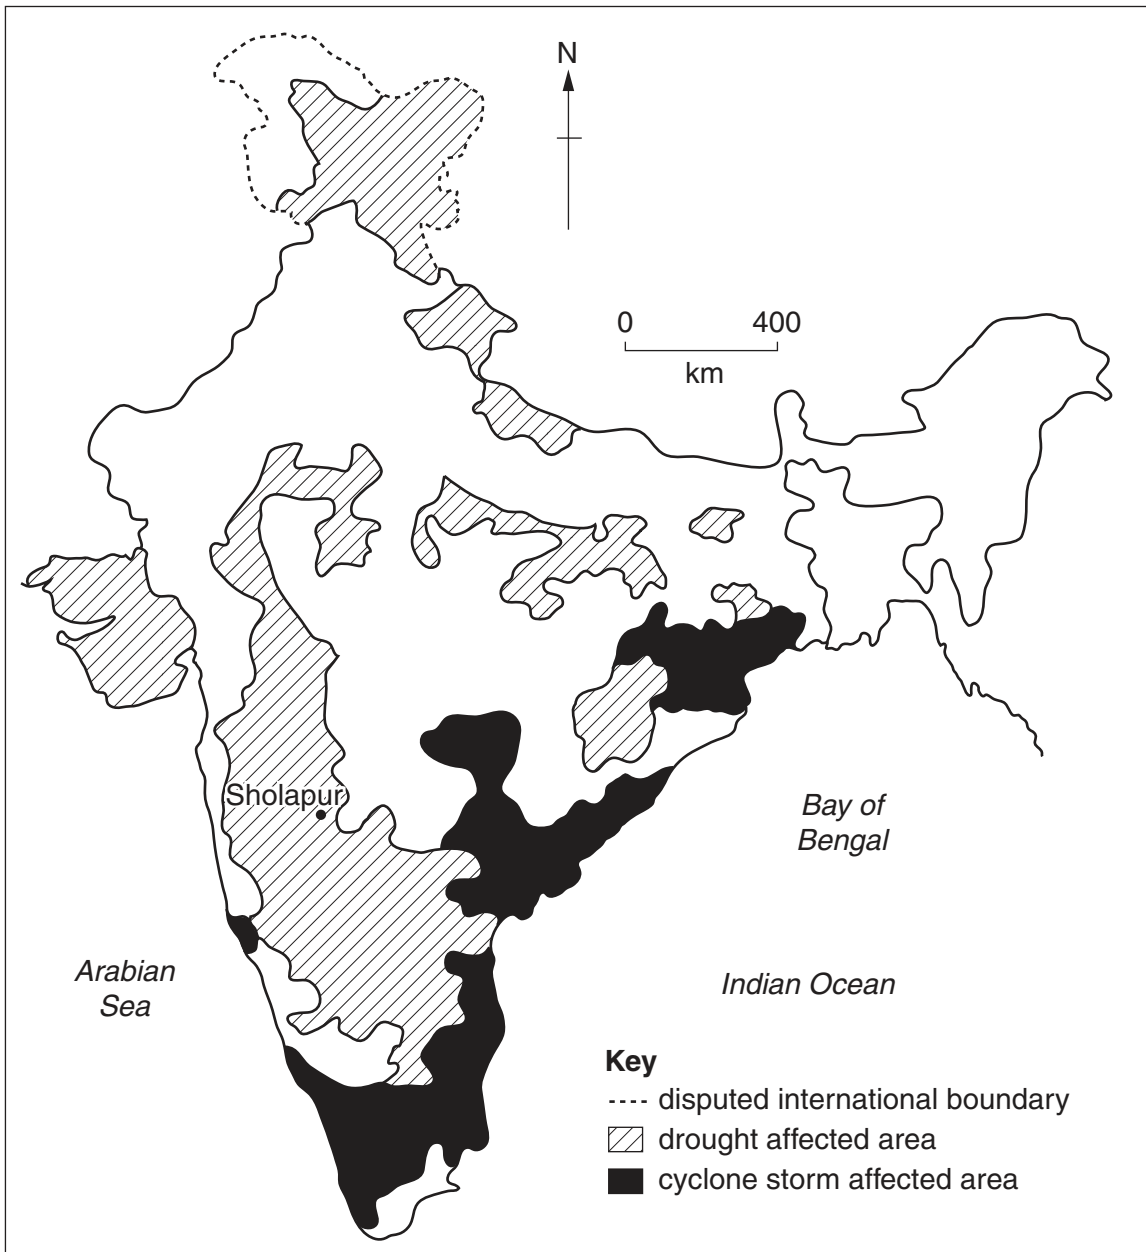 N
0 400
km
Sholapur
Bay of
Bengal
Arabian
Sea
Indian Ocean
Key
disputed international boundary
drought affected area
cyclone storm affected area